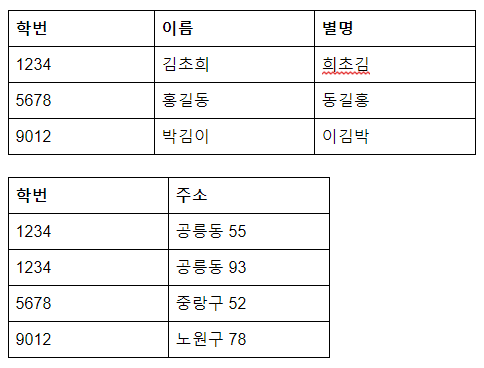 학번 이름 별명
1234 김초희 희초김
5678 홍길동 동길홍
9012 박김이 이김박
학번 주소
1234 공릉동 55
1234 공릉동 93
5678 중랑구 52
9012 노원구 78